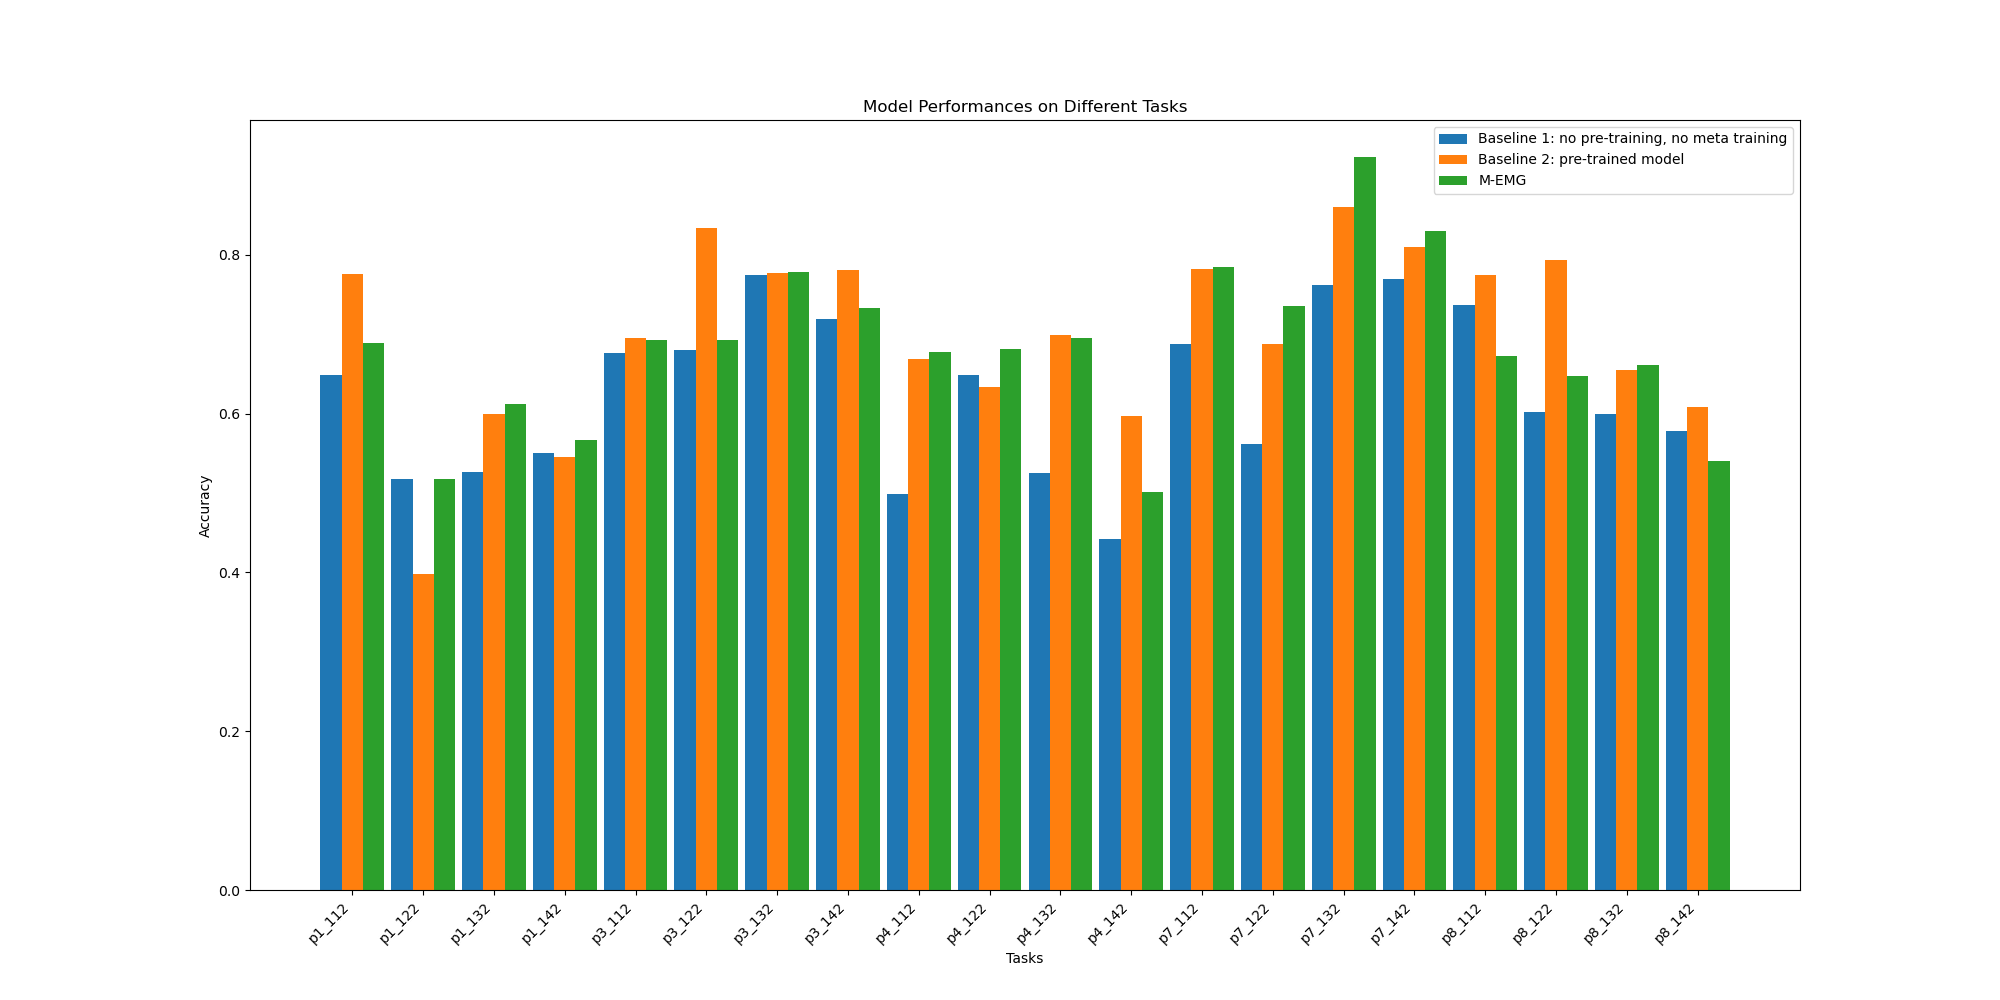 Model Performances on Different Tasks
Baseline 1: no pre-training, no meta training
Baseline 2: pre-trained model
M-EMG
Accuracy
0.8
0.6
0.4
0.2
0.0
p1_112
p1_122
p1_132
p1_142
p3_112
p3_122
p3_132
p3_142
p4_112
p4_122
p4_132
p4_142
p7_112
p7_122
p7_132
p7_142
p8_112
p8_122
p8_132
p8_142
Tasks